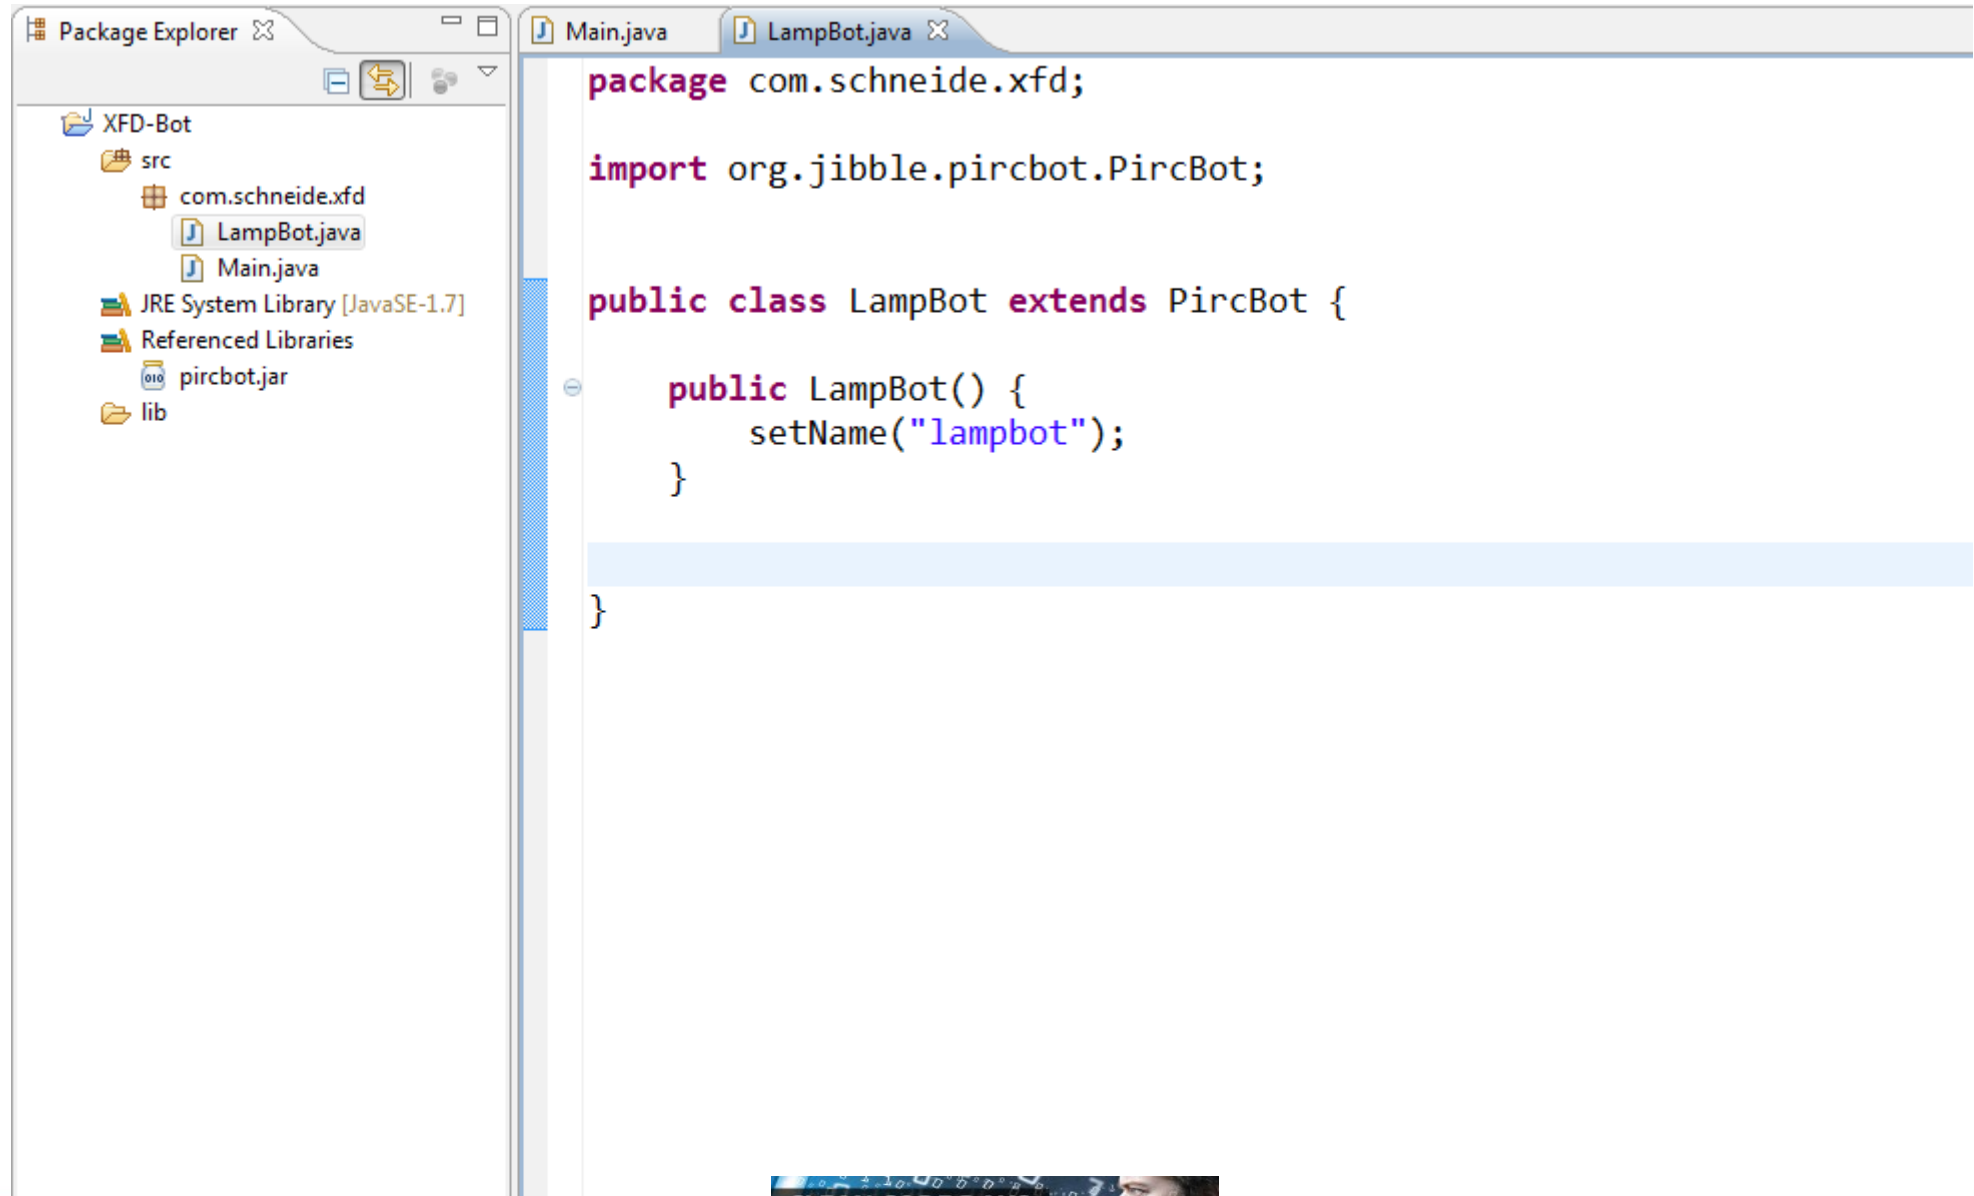 Package Explorer
XFD-Bot
src
com.schneide.xfd
LampBot.java
Main.java
JRE System Library [JavaSE-1.7]
Referenced Libraries
pircbot.jar
lib
Main.java LampBot.java
package com.schneide.xfd;
import org.jibble.pircbot.PircBot;
public class LampBot extends PircBot {
public LampBot() {
setName("lampbot");
}
}